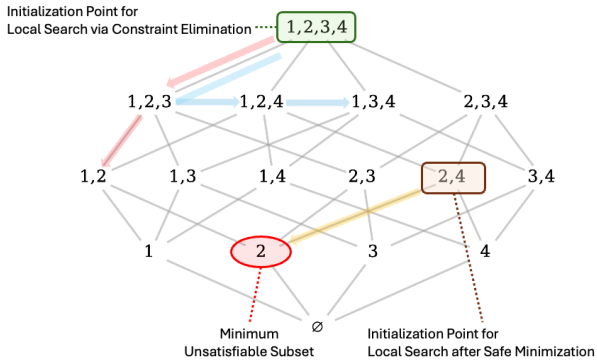 Initialization Point for
Local Search via Constraint Elimination
1,2,3,4
1,2,3
1,2,4
1,3,4
2,3,4
1,2
1,3
1,4
2,3
2,4
3,4
1
2
3
4
∅
Minimum
Unsatisfiable Subset
Initialization Point for
Local Search after Safe Minimization